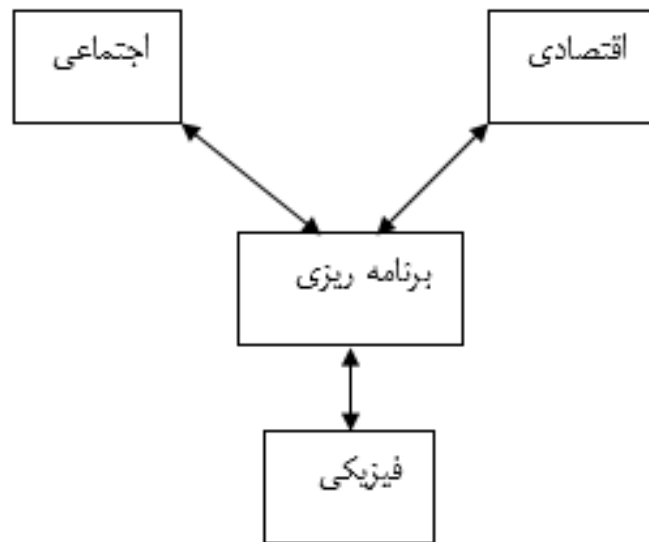 اقتصادی
اجتماعی
برنامه ریزی
فیزیکی